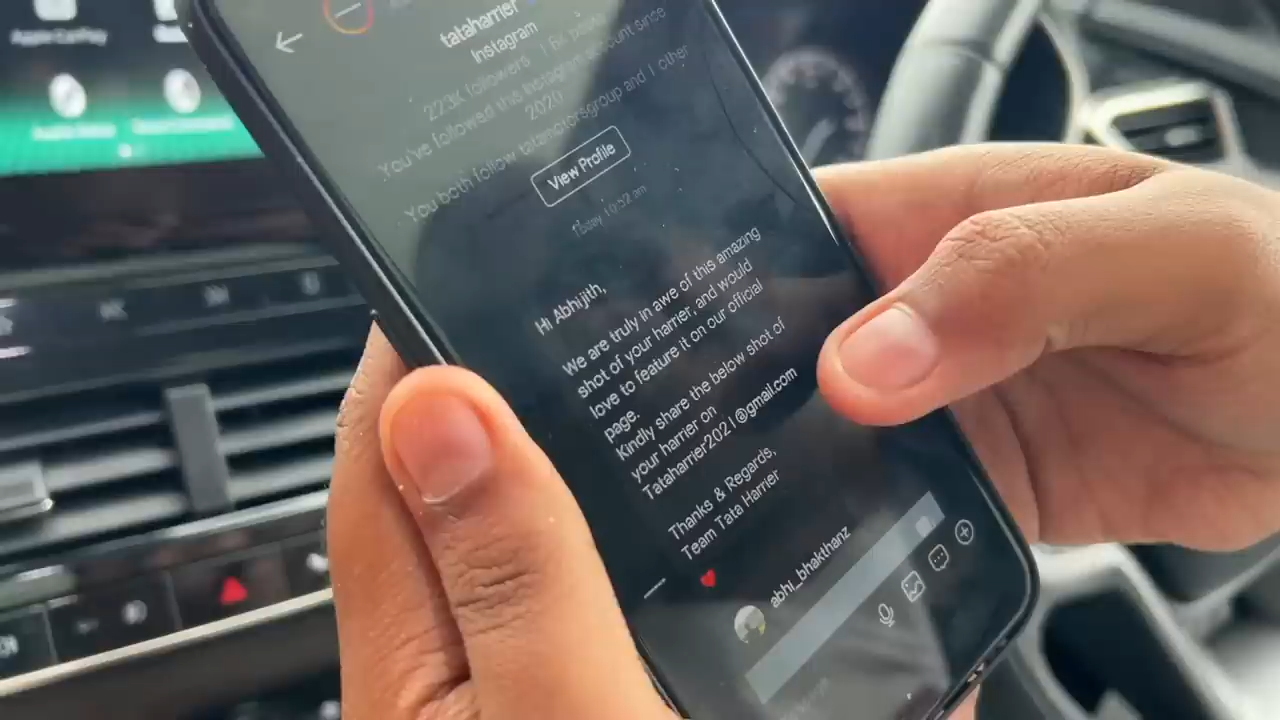 Apple CarPlay
tataharrier
Instagram
223K followers 1.6K posts
You've followed this Instagram account since
2020
You both follow tatamotorsgroup and 1 other
View Profile
Today 10:52 am
Hi Abhijith,
We are truly in awe of this amazing
shot of your harrier, and would
love to feature it on our official
page.
Kindly share the below shot of
your harrier on
Tataharrier2021@gmail.com
Thanks & Regards,
Team Tata Harrier
abhi_bhakthanz